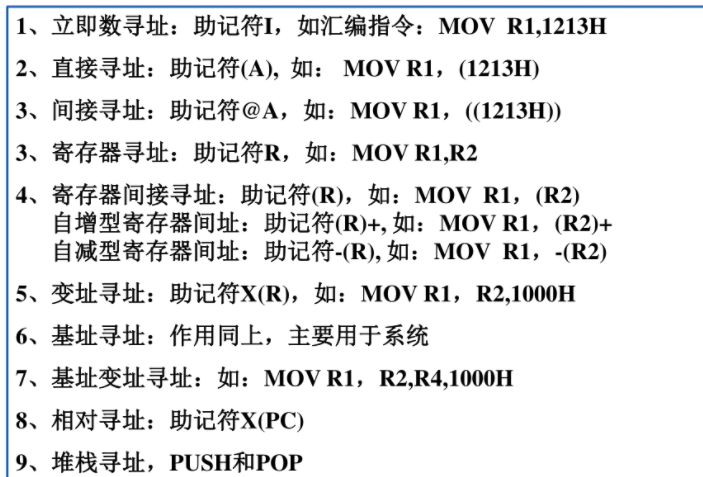 1、立即数寻址：助记符I，如汇编指令：MOV R1,1213H
2、直接寻址：助记符(A), 如： MOV R1，(1213H)
3、间接寻址：助记符@A，如：MOV R1，((1213H))
3、寄存器寻址：助记符R，如：MOV R1,R2
4、寄存器间接寻址：助记符(R)，如：MOV R1，(R2)
自增型寄存器间址：助记符(R)+, 如：MOV R1，(R2)+
自减型寄存器间址：助记符-(R), 如：MOV R1，-(R2)
5、变址寻址：助记符X(R)，如：MOV R1，R2,1000H
6、基址寻址：作用同上，主要用于系统
7、基址变址寻址：如：MOV R1，R2,R4,1000H
8、相对寻址：助记符X(PC)
9、堆栈寻址，PUSH和POP